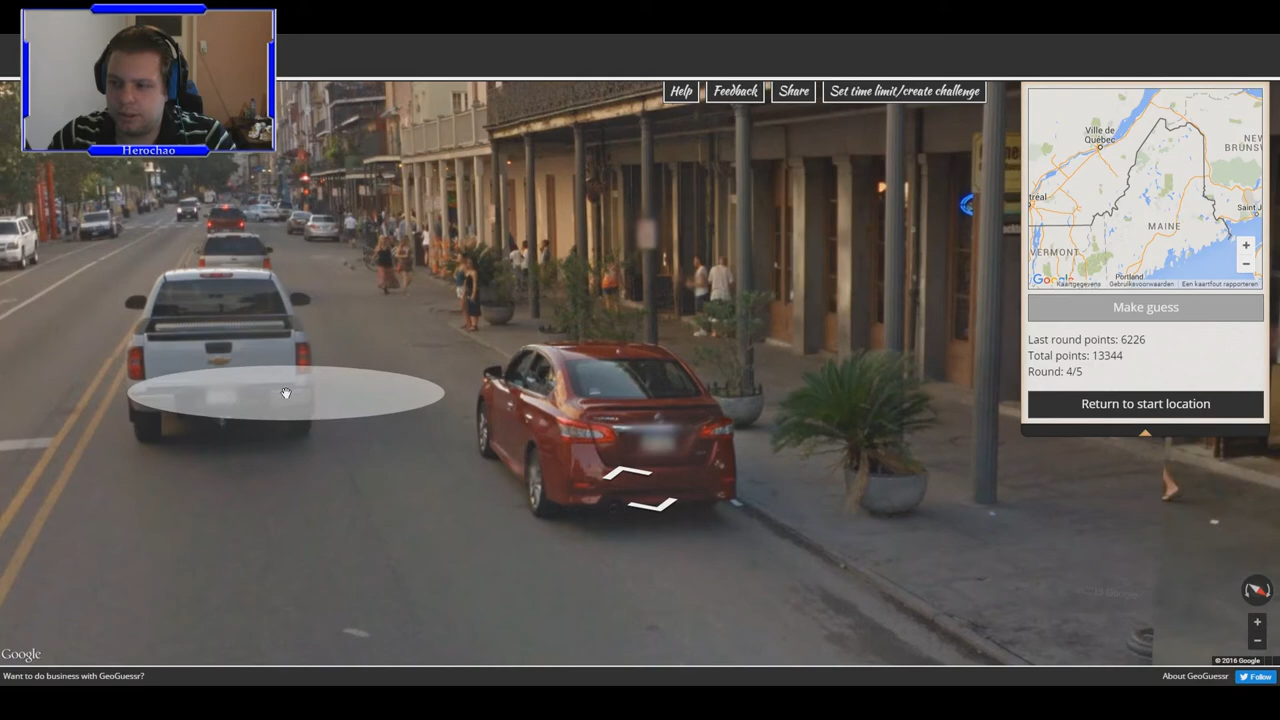 Herochao
Help
Feedback
Share
Set time limit/create challenge
Ville de
Québec
NEW
BRUNS
treal
Saint J
MAINE
VERMONT
Portland
Google
Kaartgegevens
Gebruiksvoorwaarden
Een kaartfout rapporteren
+
−
Make guess
Last round points: 6226
Total points: 13344
Round: 4/5
Return to start location
+
−
Google
© 2016 Google
Want to do business with GeoGuessr?
About GeoGuessr
Follow